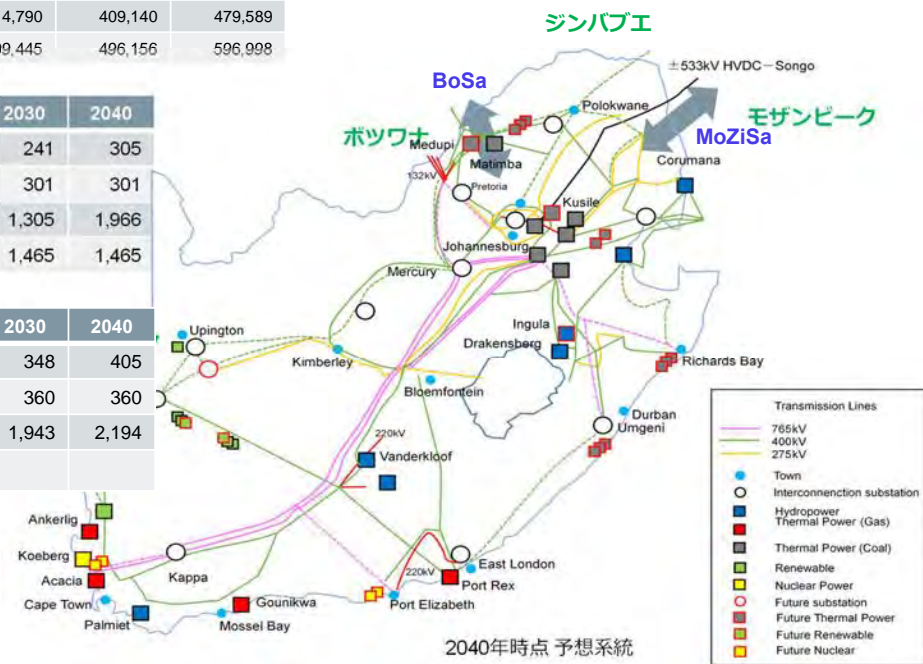 4,790 409,140 479,589
9,445 496,156 596,998
2030 2040
241 305
301 301
1,305 1,966
1,465 1,465
2030 2040
348 405
360 360
1,943 2,194
ジンバブエ
±533kV HVDC－Songo
BoSa
Polokwane
モザンビーク
ボツワナ
MoZiSa
Medupi
Matimba
Corumana
132kV
Pretoria
Kusile
Johannesburg
Mercury
Upington
Ingula
Kimberley
Drakensberg
Richards Bay
Bloemfontein
Durban
Umgeni
220kV
Vanderkloof
Ankerlig
Koeberg
Acacia
Kappa
220kV
East London
Port Rex
Cape Town
Gounikwa
Port Elizabeth
Palmiet
Mossel Bay
2040年時点 予想系統
Transmission Lines
765kV
400kV
275kV
Town
Interconnenction substation
Hydropower
Thermal Power (Gas)
Thermal Power (Coal)
Renewable
Nuclear Power
Future substation
Future Thermal Power
Future Renewable
Future Nuclear